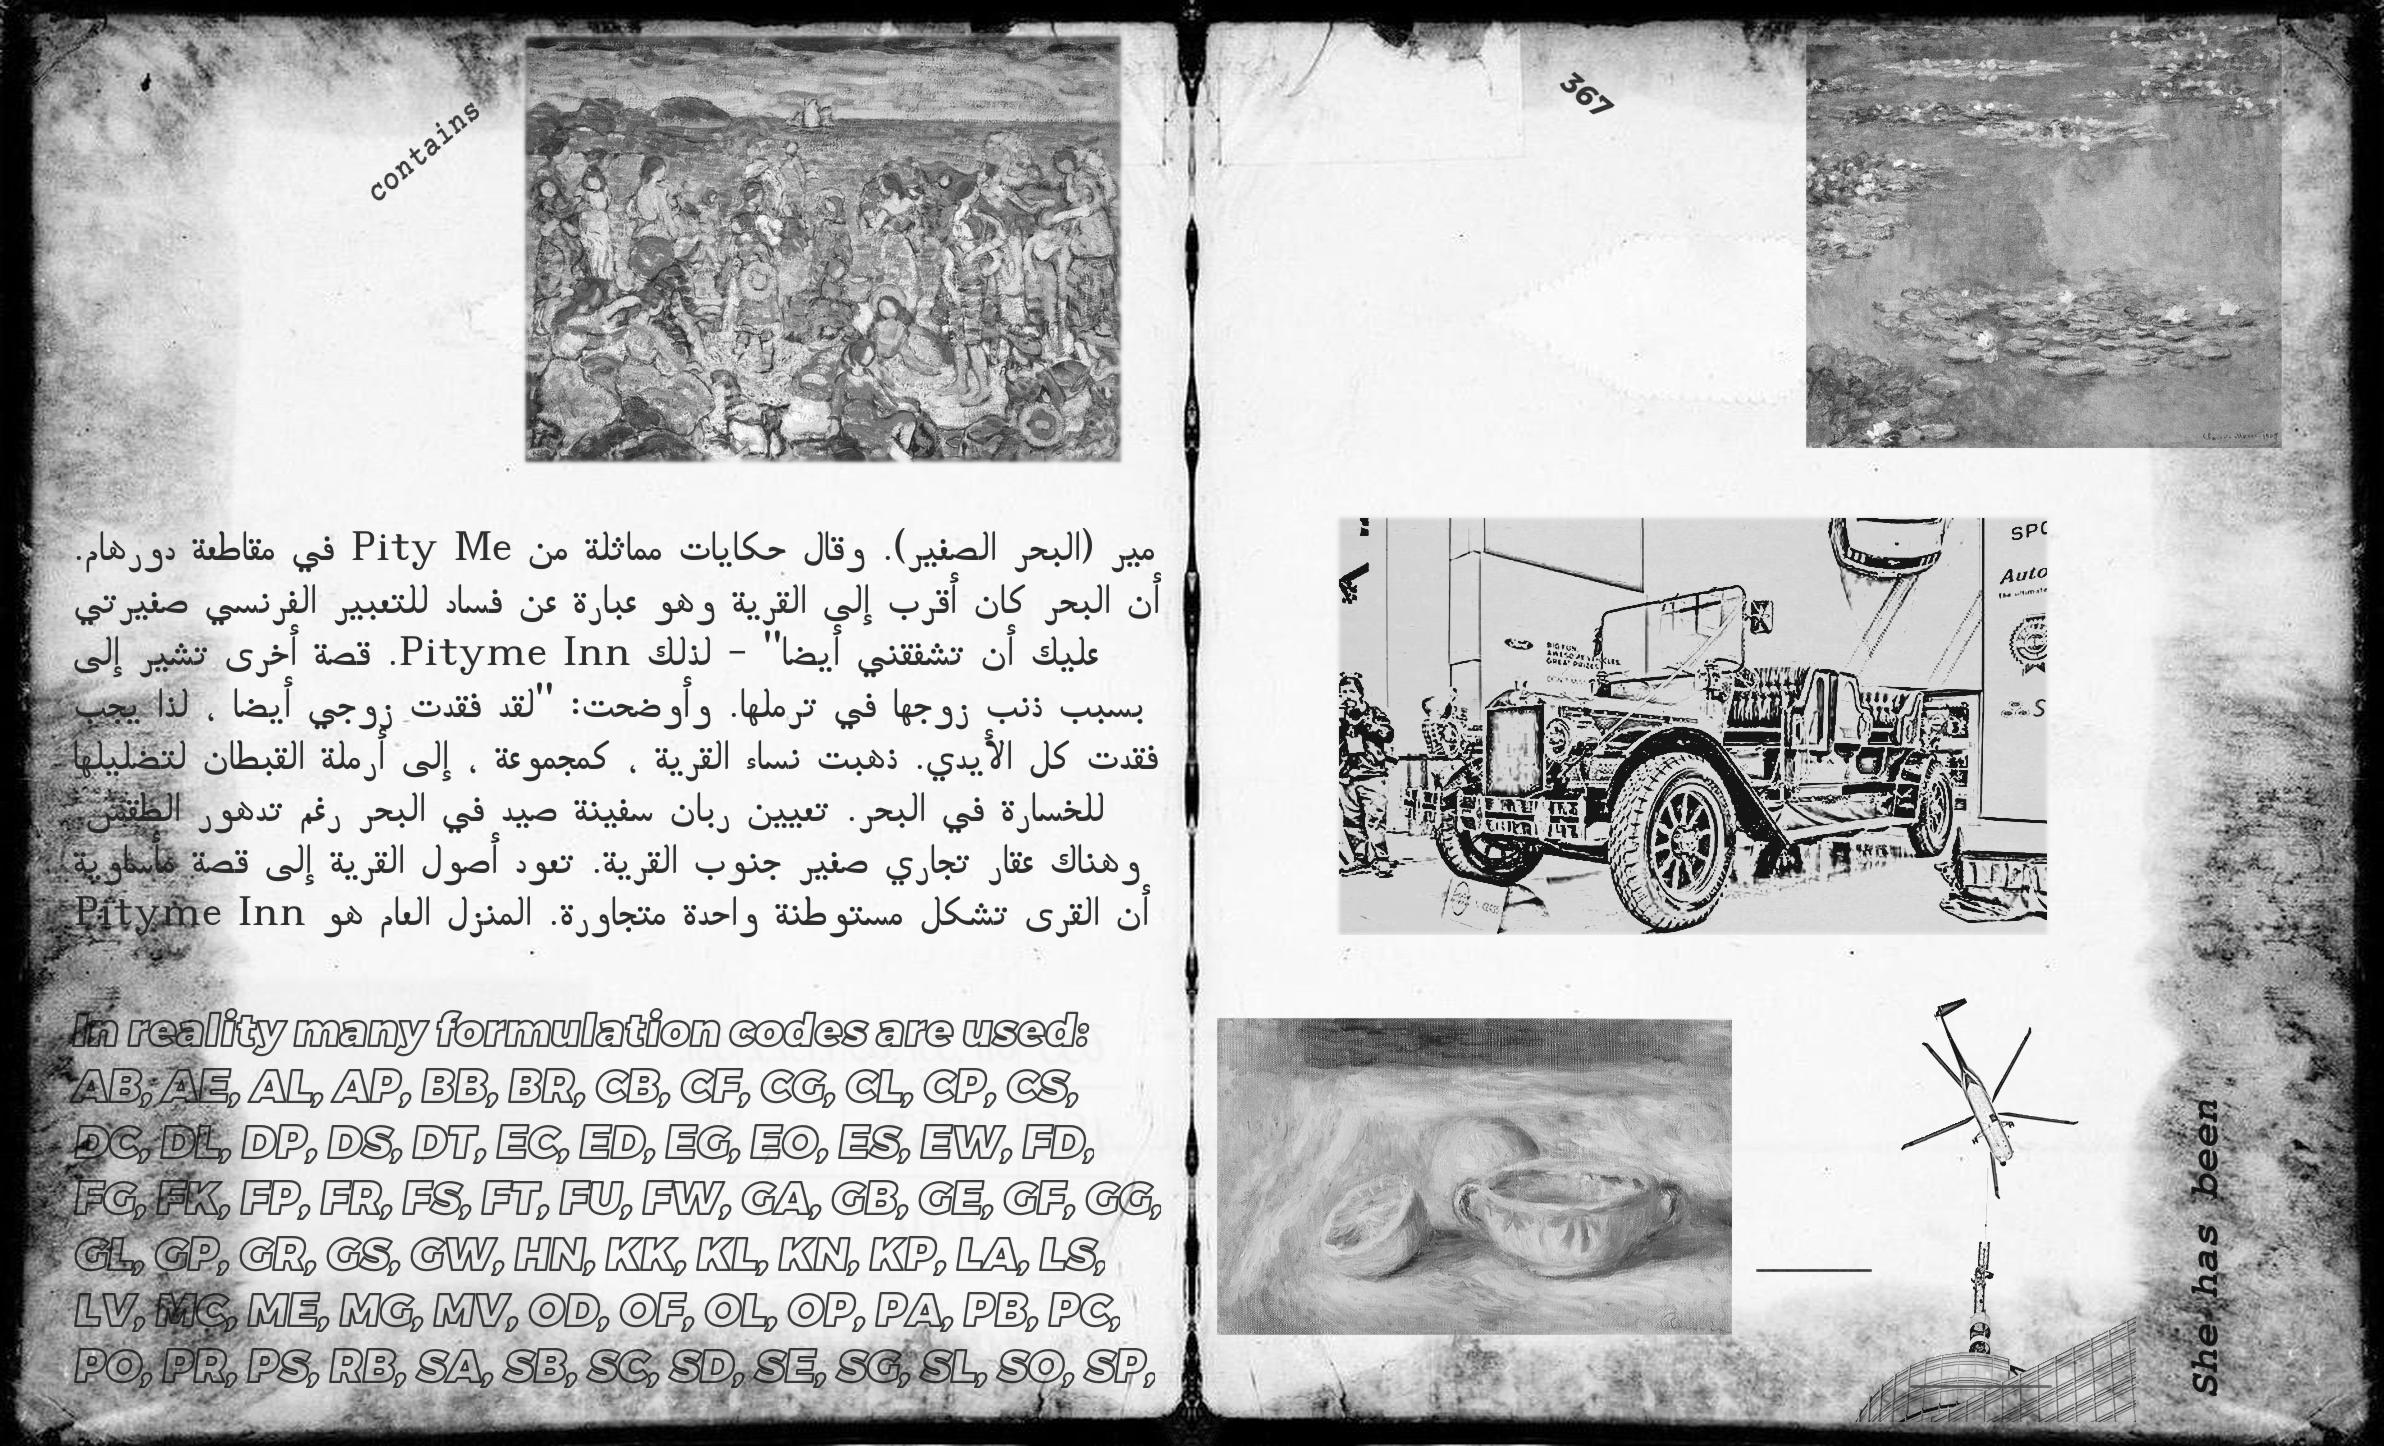 contains
مير (البحر الصغير). وقال حكايات مماثلة من Pity Me في مقاطعة دورهام.
أن البحر كان أقرب إلى القرية وهو عبارة عن فساد للتعبير الفرنسي صغيرتي
عليك أن تشفقني أيضا" - لذلك Pityme Inn. قصة أخرى تشير إلى
بسبب ذنب زوجها في ترملها. وأوضحت: "لقد فقدت زوجي أيضا ، لذا يجب
فقدت كل الأيدي. ذهبت نساء القرية ، كمجموعة ، إلى أرملة القبطان لتضليلها
للخسارة في البحر. تعيين ربان سفينة صيد في البحر رغم تدهور الطقس
وهناك عقار تجاري صغير جنوب القرية. تعود أصول القرية إلى قصة مأساوية
أن القرى تشكل مستوطنة واحدة متجاورة. المنزل العام هو Pityme Inn
In reality many formulation codes are used:
AB, AE, AL, AP, BB, BR, CB, CF, CG, CL, CP, CS,
DC, DL, DP, DS, DT, EC, ED, EG, EO, ES, EW, FD,
FG, FK, FP, FR, FS, FT, FU, FW, GA, GB, GE, GF, GG,
GL, GP, GR, GS, GW, HN, KK, KL, KN, KP, LA, LS,
LV, MC, ME, MG, MV, OD, OF, OL, OP, PA, PB, PC,
PO, PR, PS, RB, SA, SB, SC, SD, SE, SG, SL, SO, SP,
367
SPO
Auto
Ford
BIG FUN.
GREAT PRIZES
She has been